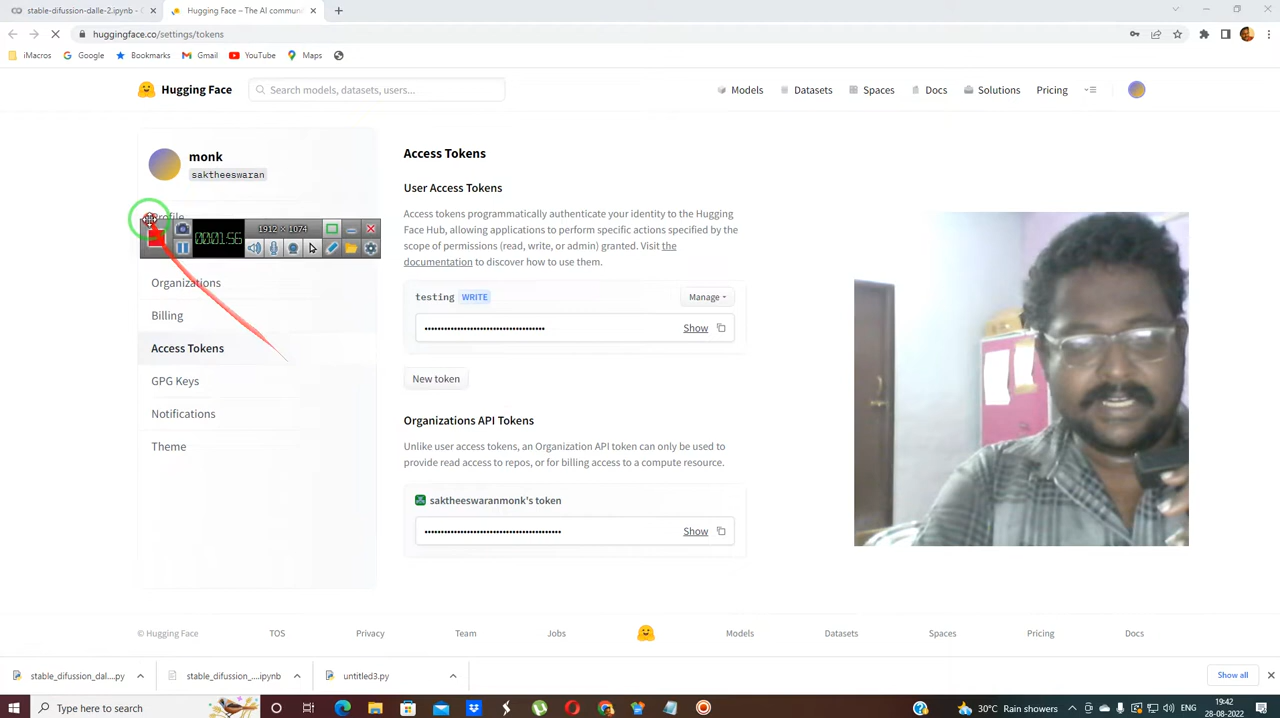 stable-difussion-dalle-2.ipynb - C
Hugging Face – The AI commun
huggingface.co/settings/tokens
iMacros
Google
Bookmarks
Gmail
YouTube
Maps
Hugging Face
Search models, datasets, users...
Models
Datasets
Spaces
Docs
Solutions
Pricing
monk
saktheeswaran
Profile
00:01:56
1912 × 1074
Organizations
Billing
Access Tokens
GPG Keys
Notifications
Theme
Access Tokens
User Access Tokens
Access tokens programmatically authenticate your identity to the Hugging
Face Hub, allowing applications to perform specific actions specified by the
scope of permissions (read, write, or admin) granted. Visit the
documentation to discover how to use them.
testing WRITE
Manage
Show
New token
Organizations API Tokens
Unlike user access tokens, an Organization API token can only be used to
provide read access to repos, or for billing access to a compute resource.
saktheeswaranmonk's token
Show
© Hugging Face
TOS
Privacy
Team
Jobs
Models
Datasets
Spaces
Pricing
Docs
stable_difussion_dal....py
stable_difussion_....ipynb
untitled3.py
Show all
Type here to search
30°C Rain showers
ENG
19:42
28-08-2022